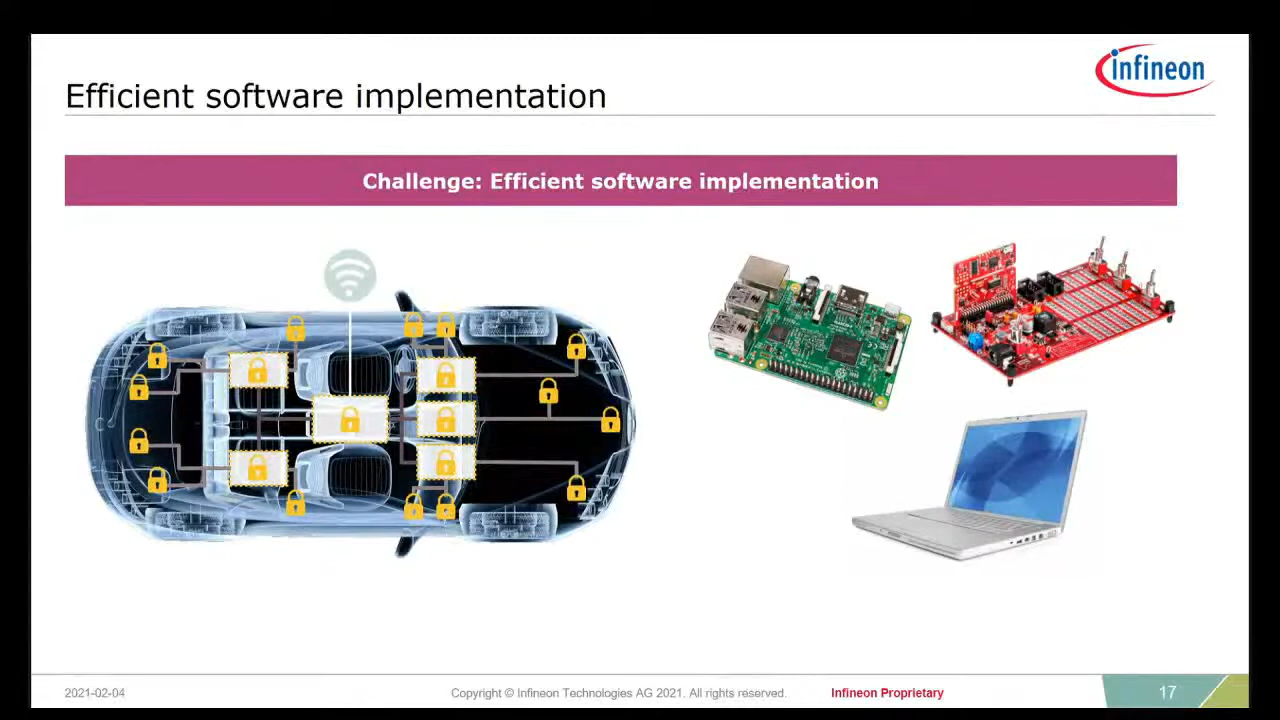 infineon
Efficient software implementation
Challenge: Efficient software implementation
2021-02-04
Copyright © Infineon Technologies AG 2021. All rights reserved.
Infineon Proprietary
17